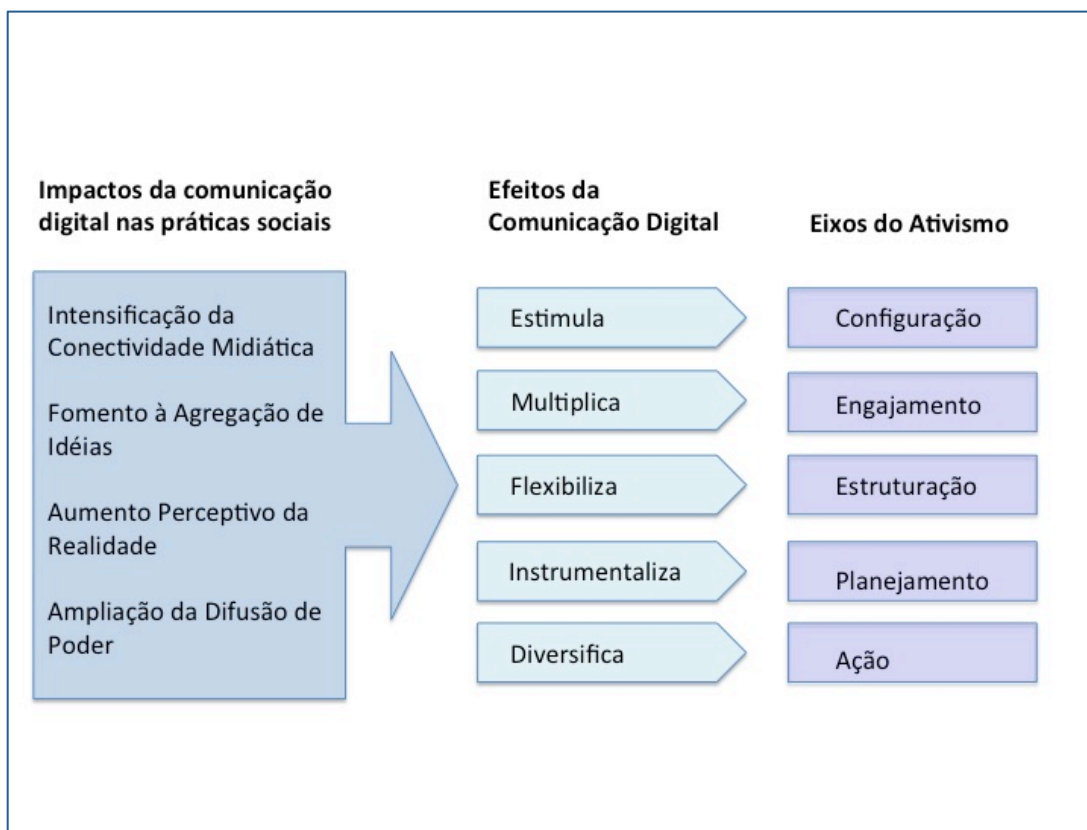 Impactos da comunicação
digital nas práticas sociais
Intensificação da
Conectividade Midiática
Fomento à Agregação de
Idéias
Aumento Perceptivo da
Realidade
Ampliação da Difusão de
Poder
Efeitos da
Comunicação Digital
Estimula
Multiplica
Flexibiliza
Instrumentaliza
Diversifica
Eixos do Ativismo
Configuração
Engajamento
Estruturação
Planejamento
Ação